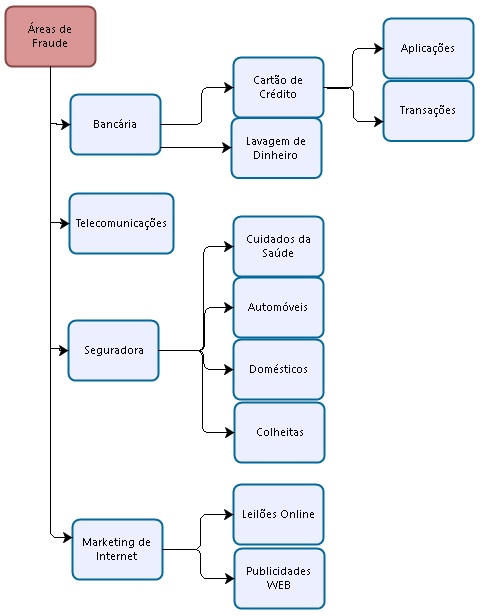 Áreas de
Fraude
Bancária
Cartão de
Crédito
Aplicações
Transações
Lavagem de
Dinheiro
Telecomunicações
Seguradora
Cuidados da
Saúde
Automóveis
Domésticos
Colheitas
Marketing de
Internet
Leilões Online
Publicidades
WEB